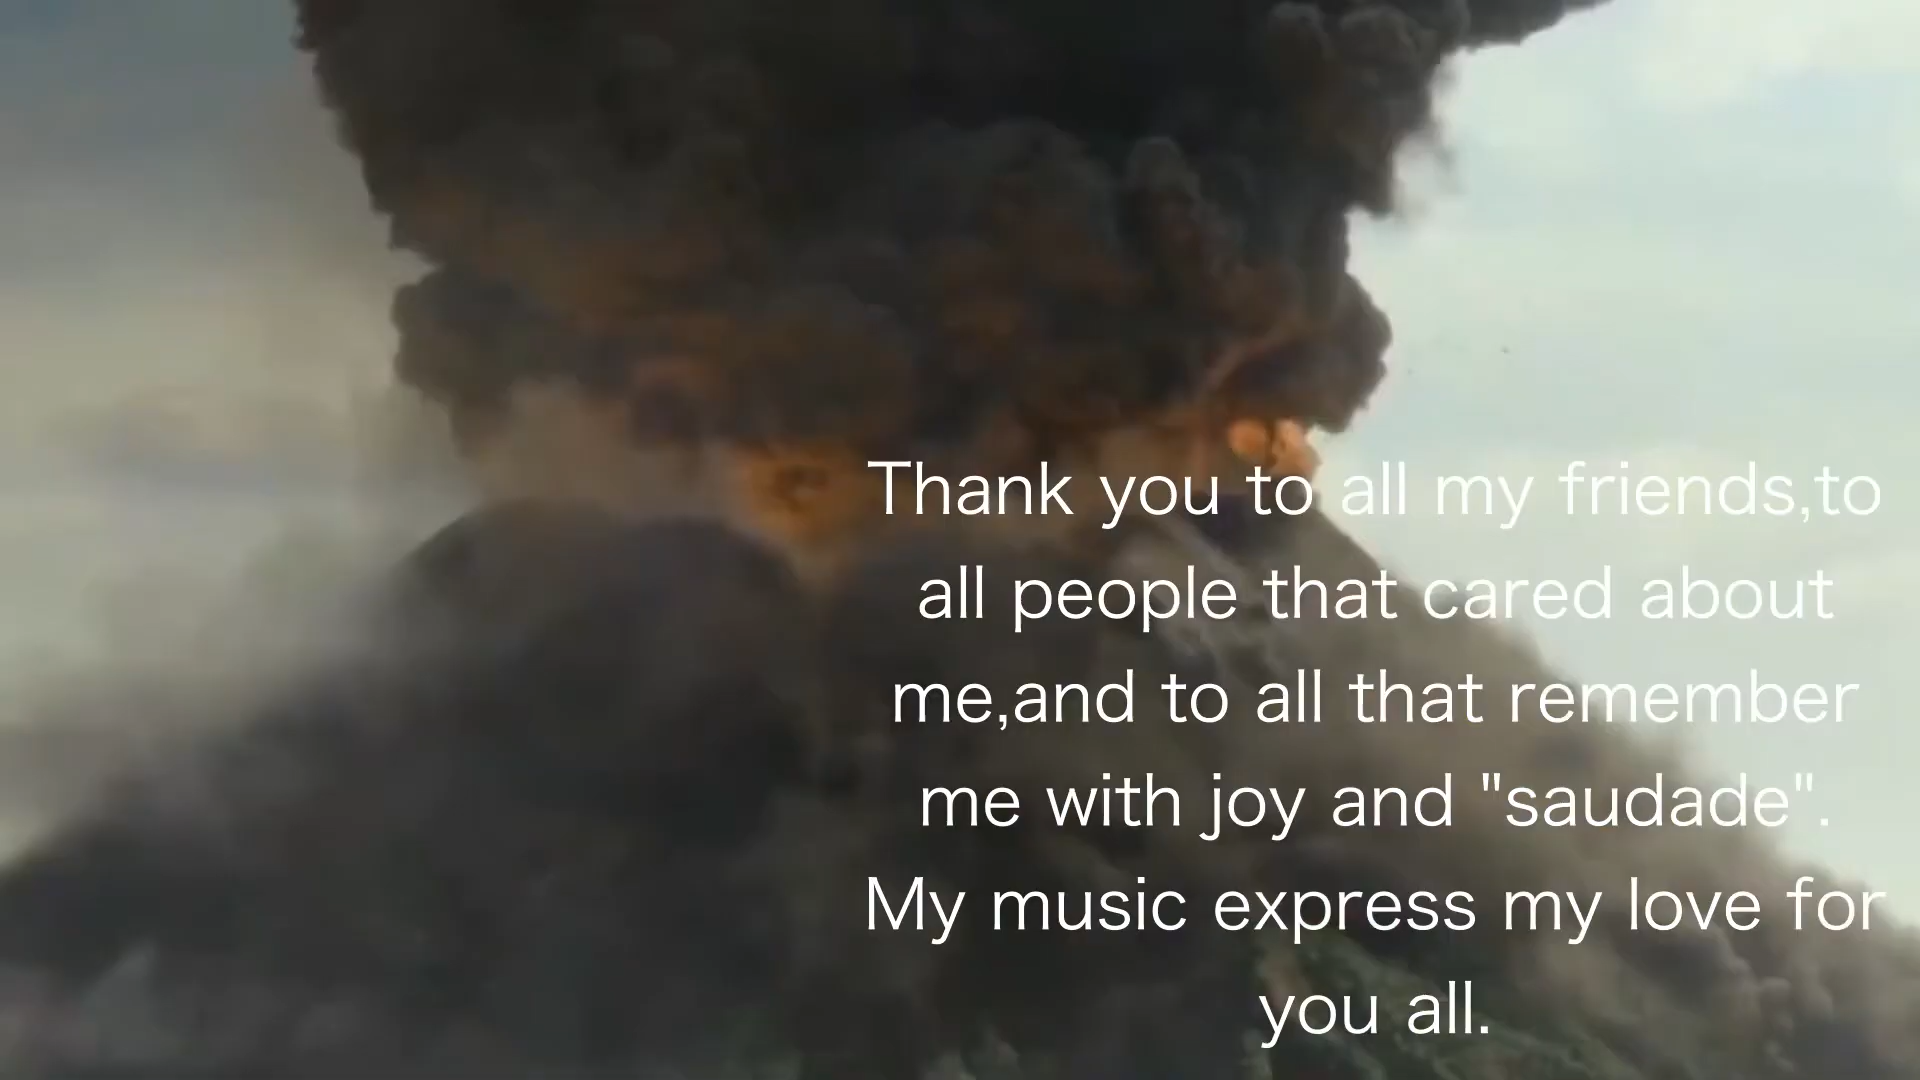 Thank you to all my friends,to
all people that cared about
me,and to all that remember
me with joy and "saudade".
My music express my love for
you all.